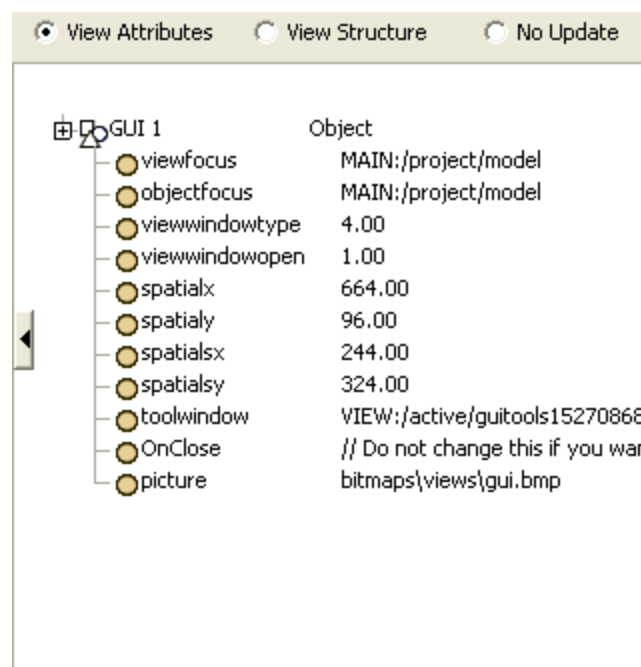 View Attributes View Structure No Update
GUI 1 Object
viewfocus MAIN:/project/model
objectfocus MAIN:/project/model
viewwindowtype 4.00
viewwindowopen 1.00
spatialx 664.00
spatialy 96.00
spatialsx 244.00
spatialsy 324.00
toolwindow VIEW:/active/guitools15270868
OnClose // Do not change this if you
picture bitmaps\views\gui.bmp